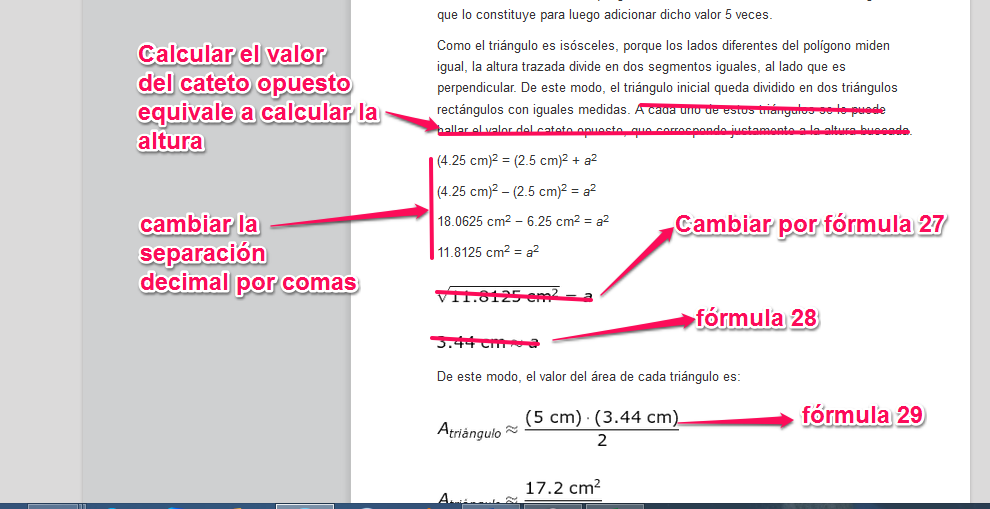 que lo constituye para luego adicionar dicho valor 5 veces.
Calcular el valor
del cateto opuesto
equivale a calcular la
altura
Como el triángulo es isósceles, porque los lados diferentes del polígono miden
igual, la altura trazada divide en dos segmentos iguales, al lado que es
perpendicular. De este modo, el triángulo inicial queda dividido en dos triángulos
rectángulos con iguales medidas. A cada uno de estos triángulos se le puede
hallar el valor del cateto opuesto, que corresponde justamente a la altura buscada.
(4.25 cm)² = (2.5 cm)² + a²
(4.25 cm)² – (2.5 cm)² = a²
18.0625 cm² – 6.25 cm² = a²
11.8125 cm² = a²
cambiar la
separación
decimal por comas
Cambiar por fórmula 27
√11.8125 cm² = a
fórmula 28
3.44 cm ≈ a
De este modo, el valor del área de cada triángulo es:
A triángulo ≈ (5 cm) · (3.44 cm) / 2
fórmula 29
A triángulo ≈ 17.2 cm²